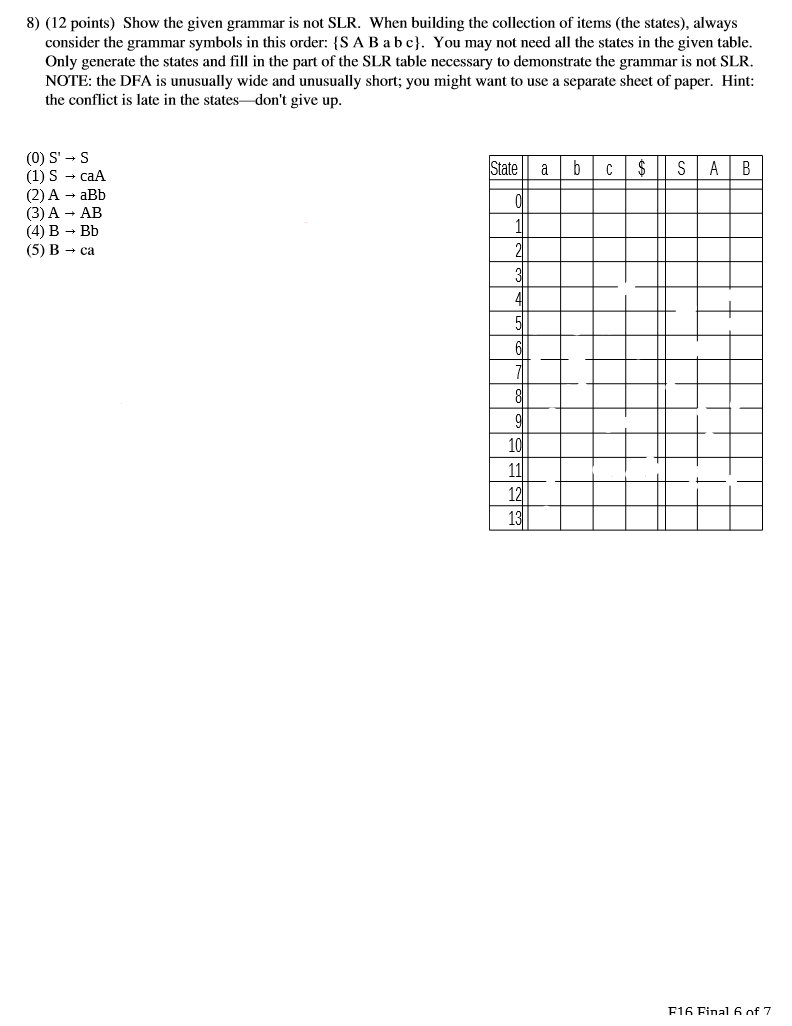 8) (12 points) Show the given grammar is not SLR. When building the collection of items (the states), always
consider the grammar symbols in this order: {S A B a b c}. You may not need all the states in the given table.
Only generate the states and fill in the part of the SLR table necessary to demonstrate the grammar is not SLR.
NOTE: the DFA is unusually wide and unusually short; you might want to use a separate sheet of paper. Hint:
the conflict is late in the states—don't give up.
(0) S' → S
(1) S → caA
(2) A → aBb
(3) A → AB
(4) B → Bb
(5) B → ca
State a b c $ S A B
0
1
2
3
4
5
6
7
8
9
10
11
12
13
F16 Final 6 of 7